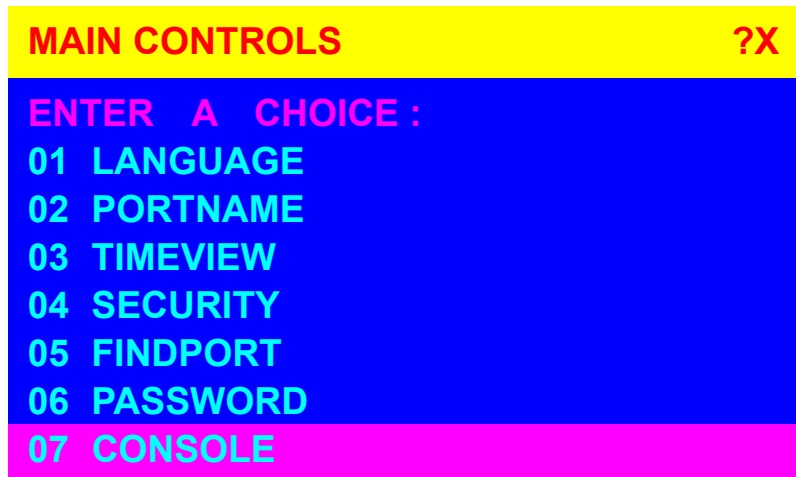 MAIN CONTROLS ?X
ENTER A CHOICE :
01 LANGUAGE
02 PORTNAME
03 TIMEVIEW
04 SECURITY
05 FINDPORT
06 PASSWORD
07 CONSOLE